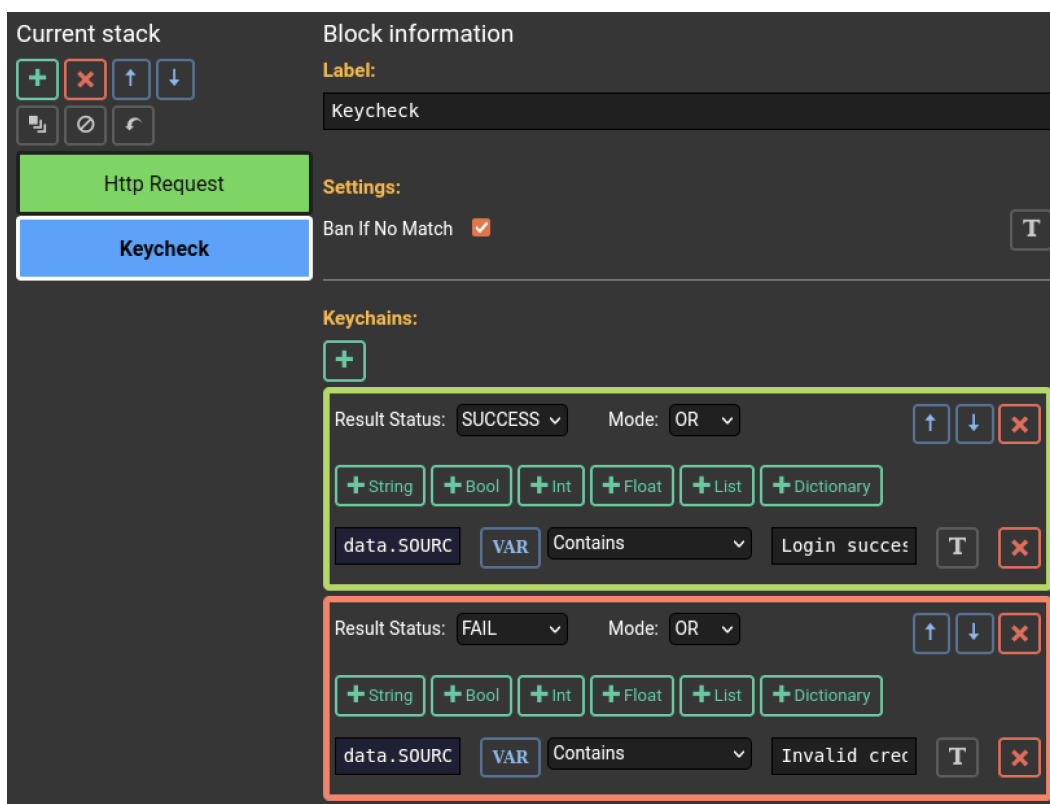 Current stack
Http Request
Keycheck
Block information
Label:
Keycheck
Settings:
Ban If No Match
T
Keychains:
Result Status: SUCCESS Mode: OR
+ String + Bool + Int + Float + List + Dictionary
data.SOURC VAR Contains Login succes T
Result Status: FAIL Mode: OR
+ String + Bool + Int + Float + List + Dictionary
data.SOURC VAR Contains Invalid cred T